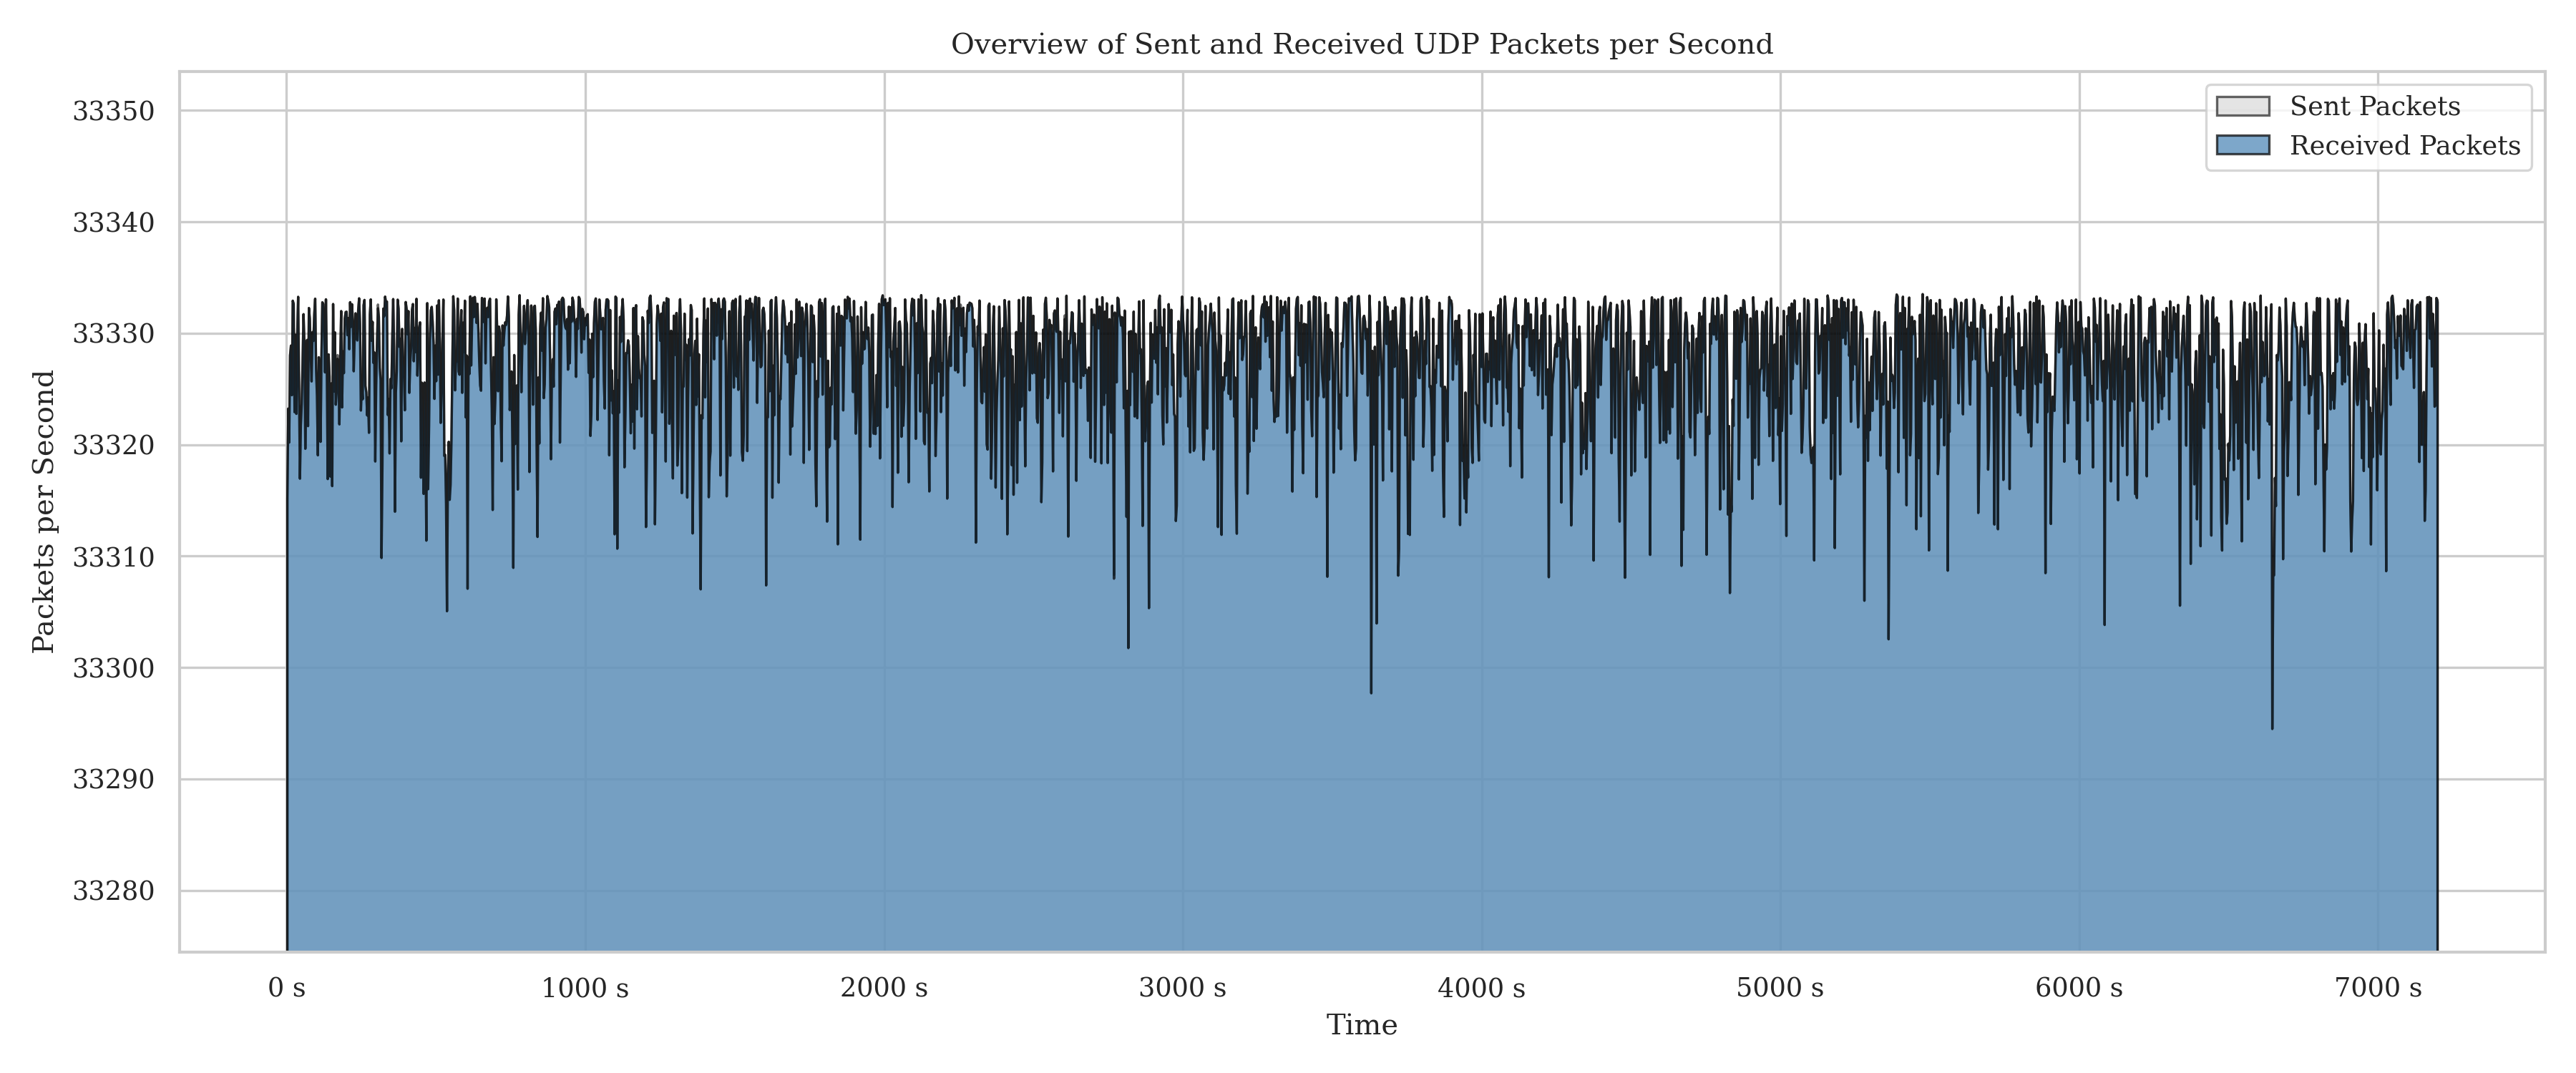 Overview of Sent and Received UDP Packets per Second
Sent Packets
Received Packets
33350
33340
33330
33320
33310
33300
33290
33280
Packets per Second
0 s
1000 s
2000 s
3000 s
4000 s
5000 s
6000 s
7000 s
Time